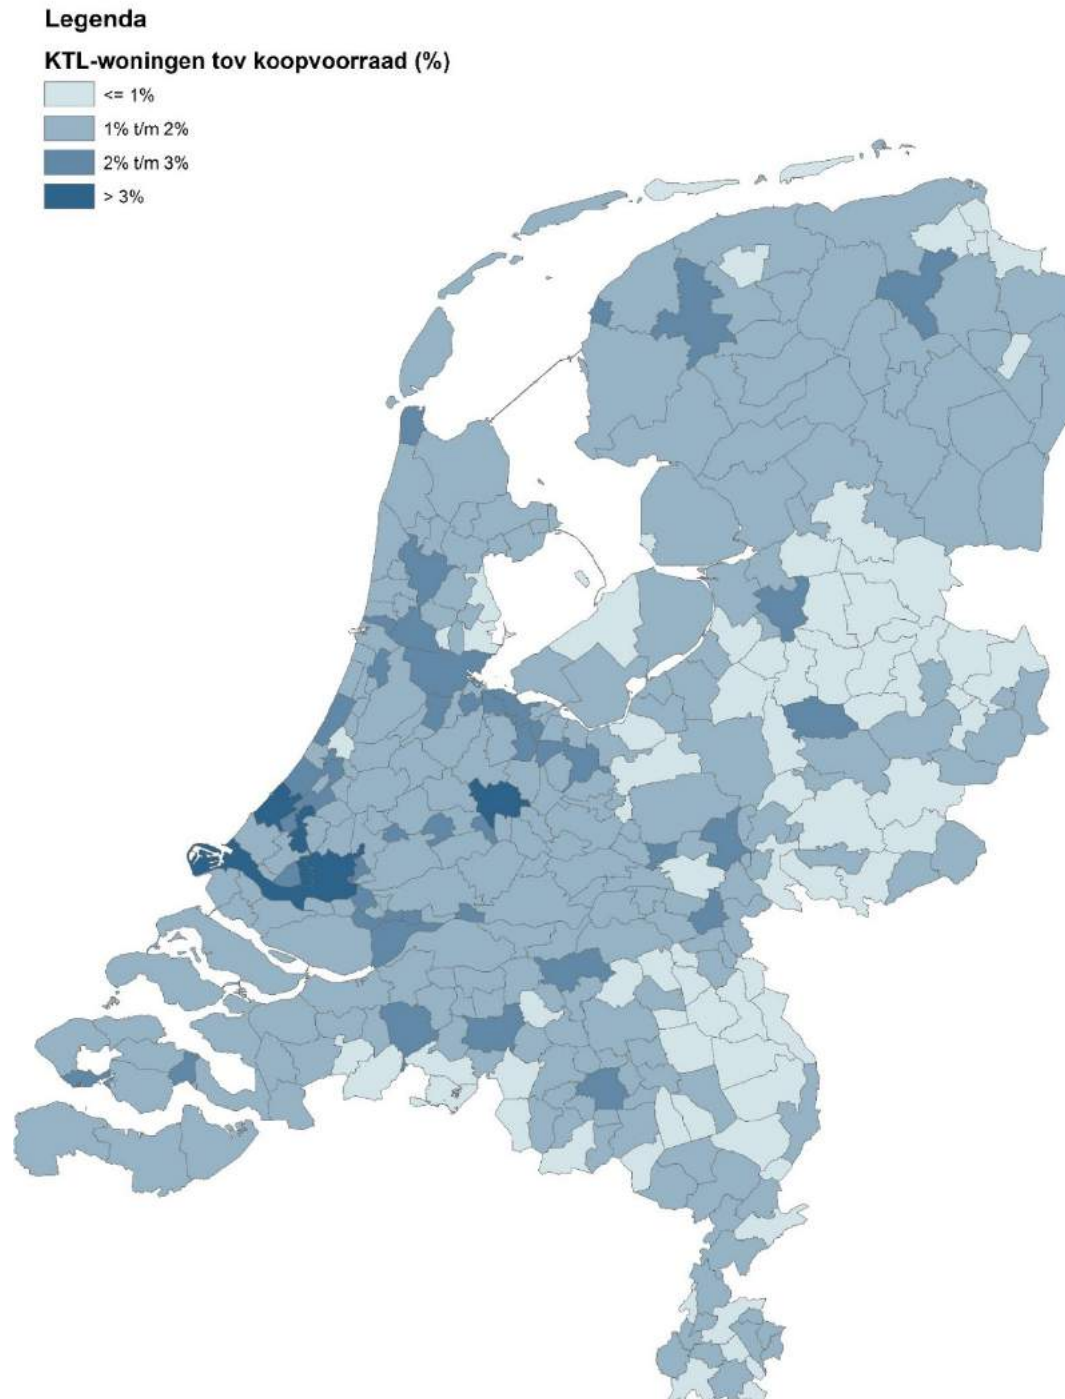 Legenda
KTL-woningen tov koopvoorraad (%)
<= 1%
1% t/m 2%
2% t/m 3%
> 3%